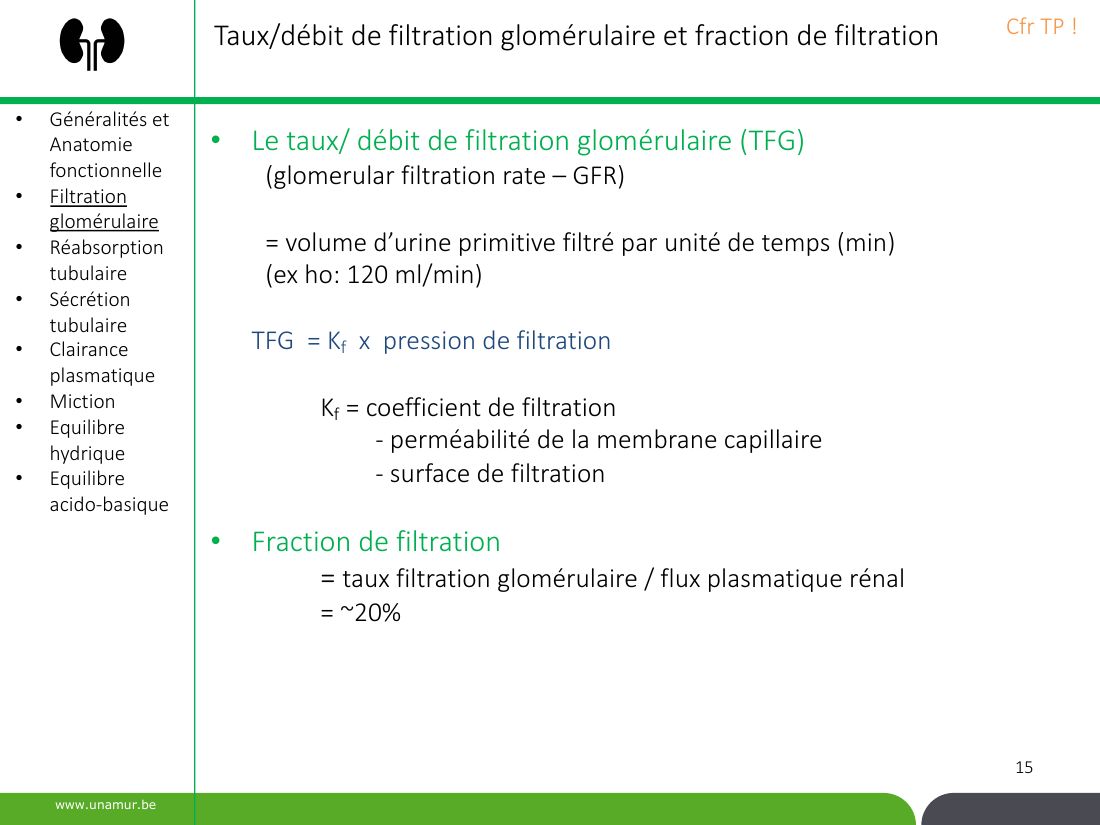 Taux/débit de filtration glomérulaire et fraction de filtration
Cfr TP !
• Généralités et
Anatomie
fonctionnelle
• Filtration
glomérulaire
• Réabsorption
tubulaire
• Sécrétion
tubulaire
• Clairance
plasmatique
• Miction
• Equilibre
hydrique
• Equilibre
acido-basique
• Le taux/ débit de filtration glomérulaire (TFG)
(glomerular filtration rate – GFR)
= volume d’urine primitive filtré par unité de temps (min)
(ex ho: 120 ml/min)
TFG = Kf x pression de filtration
Kf = coefficient de filtration
- perméabilité de la membrane capillaire
- surface de filtration
• Fraction de filtration
= taux filtration glomérulaire / flux plasmatique rénal
= ~20%
15
www.unamur.be